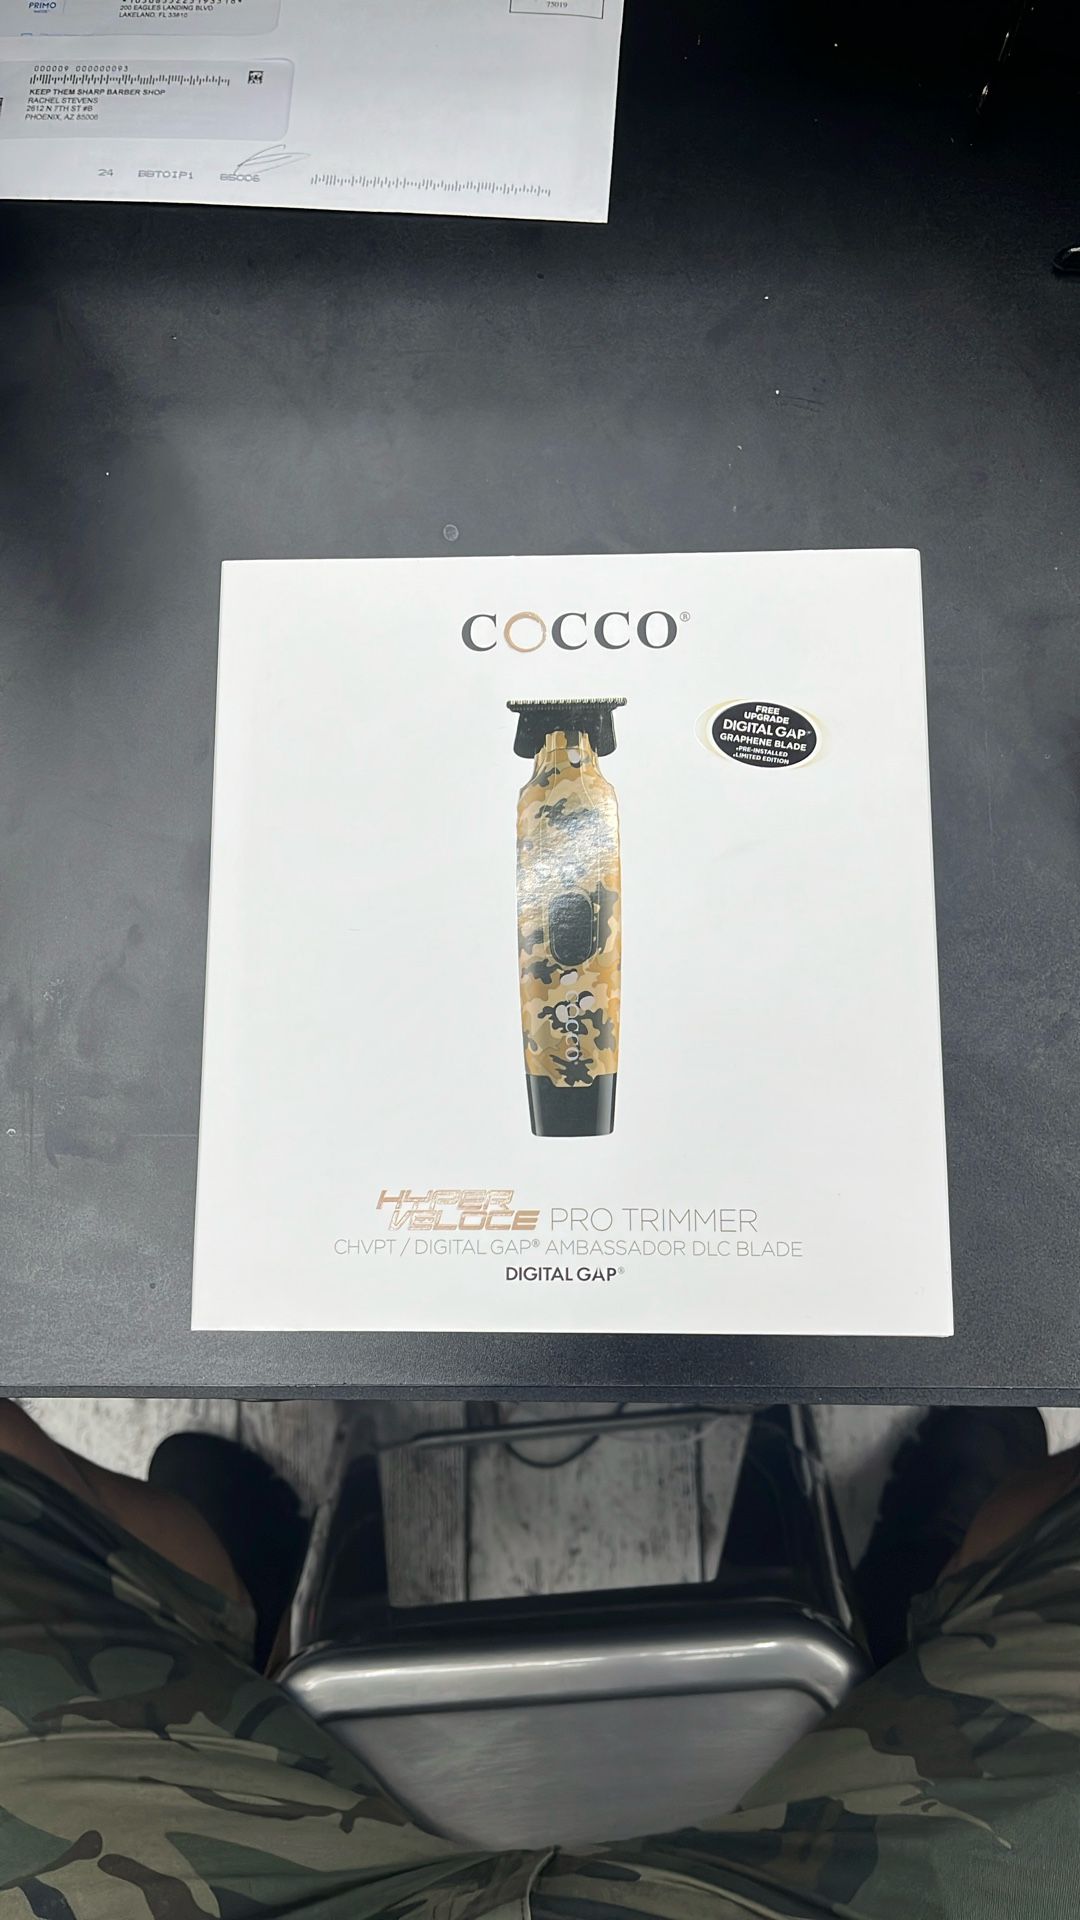 PRIMO
200 EAGLES LANDING BLVD
LAKELAND, FL 33810
75019
000009 000000093
KEEP THEM SHARP BARBER SHOP
RACHEL STEVENS
2612 N 7TH ST #B
PHOENIX, AZ 85006
24 BBTOIP1 85006
COCCO®
FREE
UPGRADE
DIGITAL GAP
GRAPHENE BLADE
•PRE-INSTALLED
•LIMITED EDITION
cocco
HYPER
VELOCE PRO TRIMMER
CHVPT / DIGITAL GAP® AMBASSADOR DLC BLADE
DIGITAL GAP®